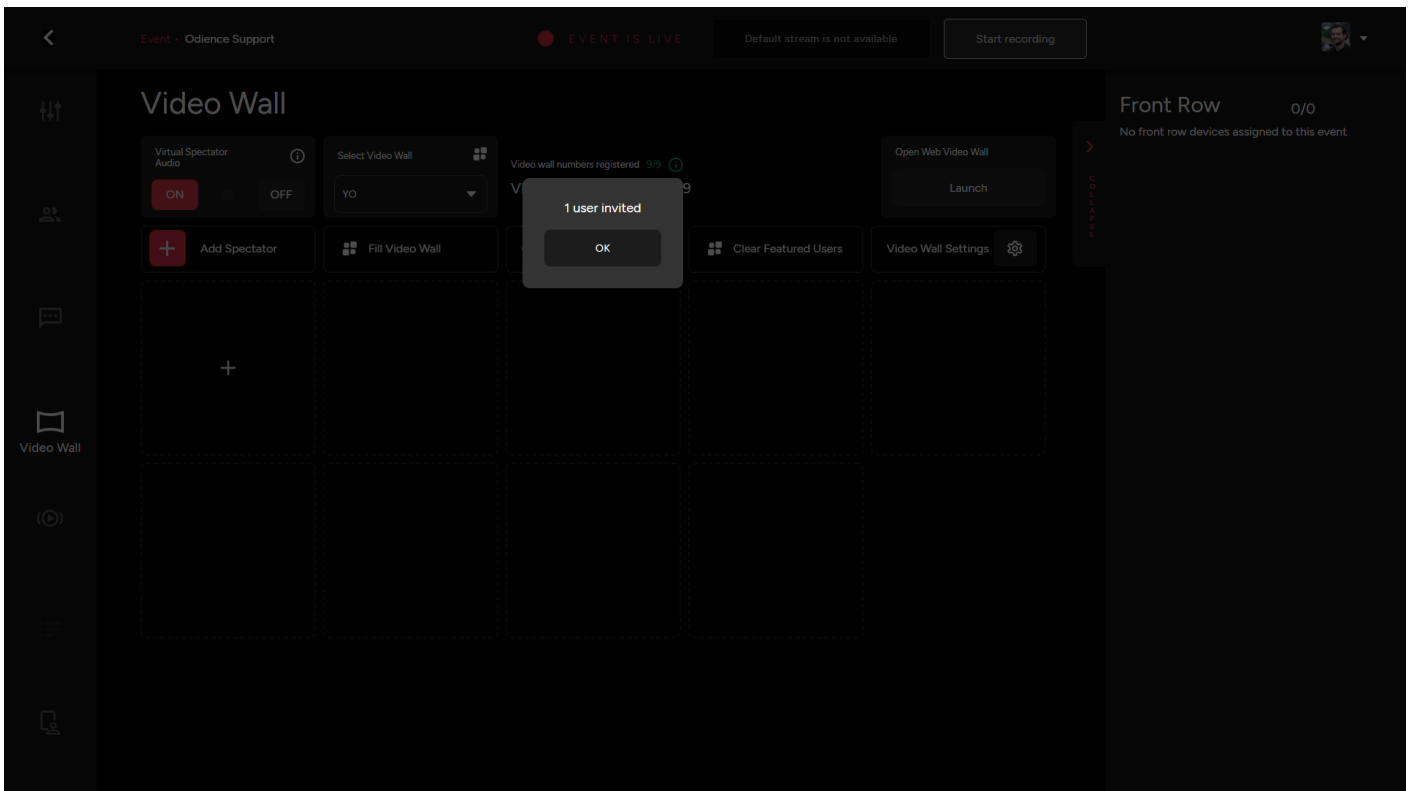 Event - Odience Support
EVENT IS LIVE
Default stream is not available
Start recording
Video Wall
Virtual Spectator
Audio
ON
OFF
Select Video Wall
YO
Video wall numbers registered 9/9
9
Open Web Video Wall
Launch
COLLAPSE
Front Row
0/0
No front row devices assigned to this event
1 user invited
OK
Add Spectator
Fill Video Wall
Clear Featured Users
Video Wall Settings
Video Wall